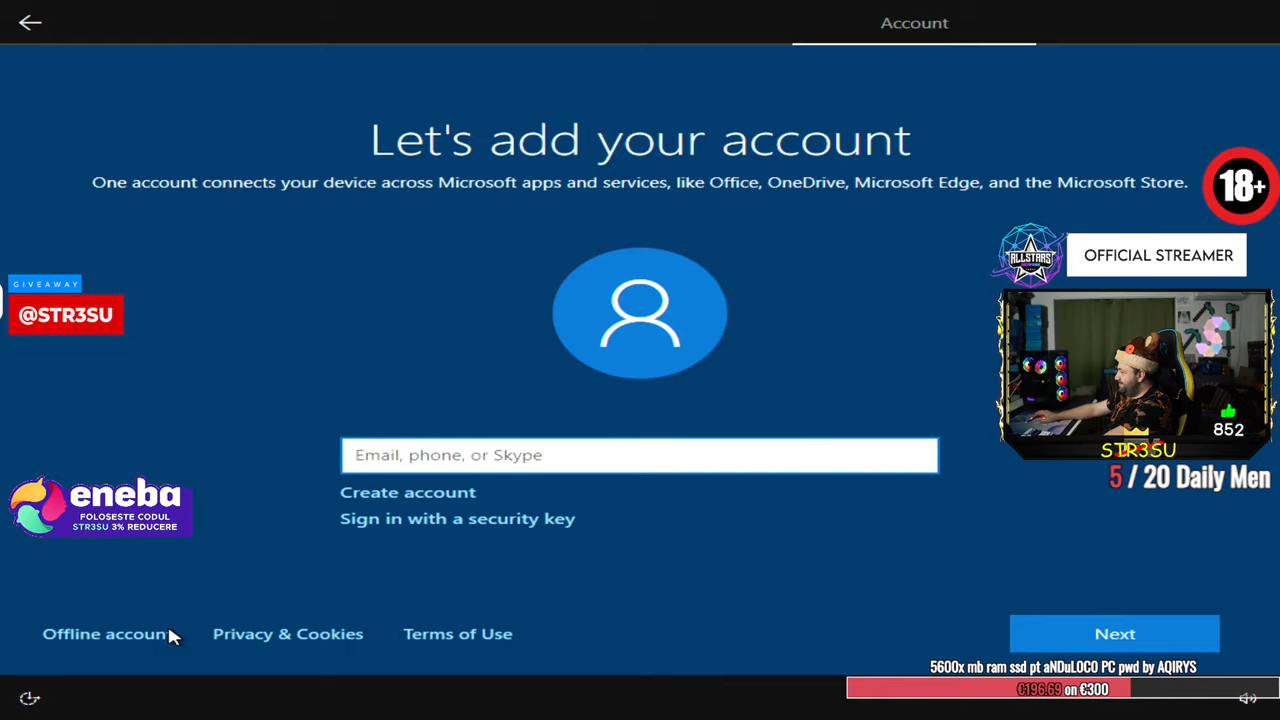 Account
Let's add your account
One account connects your device across Microsoft apps and services, like Office, OneDrive, Microsoft Edge, and the Microsoft Store.
18+
ALLSTARS
OFFICIAL STREAMER
GIVEAWAY
@STR3SU
852
STR3SU
5 / 20 Daily Men
Email, phone, or Skype
Create account
Sign in with a security key
eneba
FOLOSESTE CODUL
STR3SU 3% REDUCERE
Offline account
Privacy & Cookies
Terms of Use
Next
5600x mb ram ssd pt aNDuLOCO PC pwd by AQIRYS
€196.69 on €300